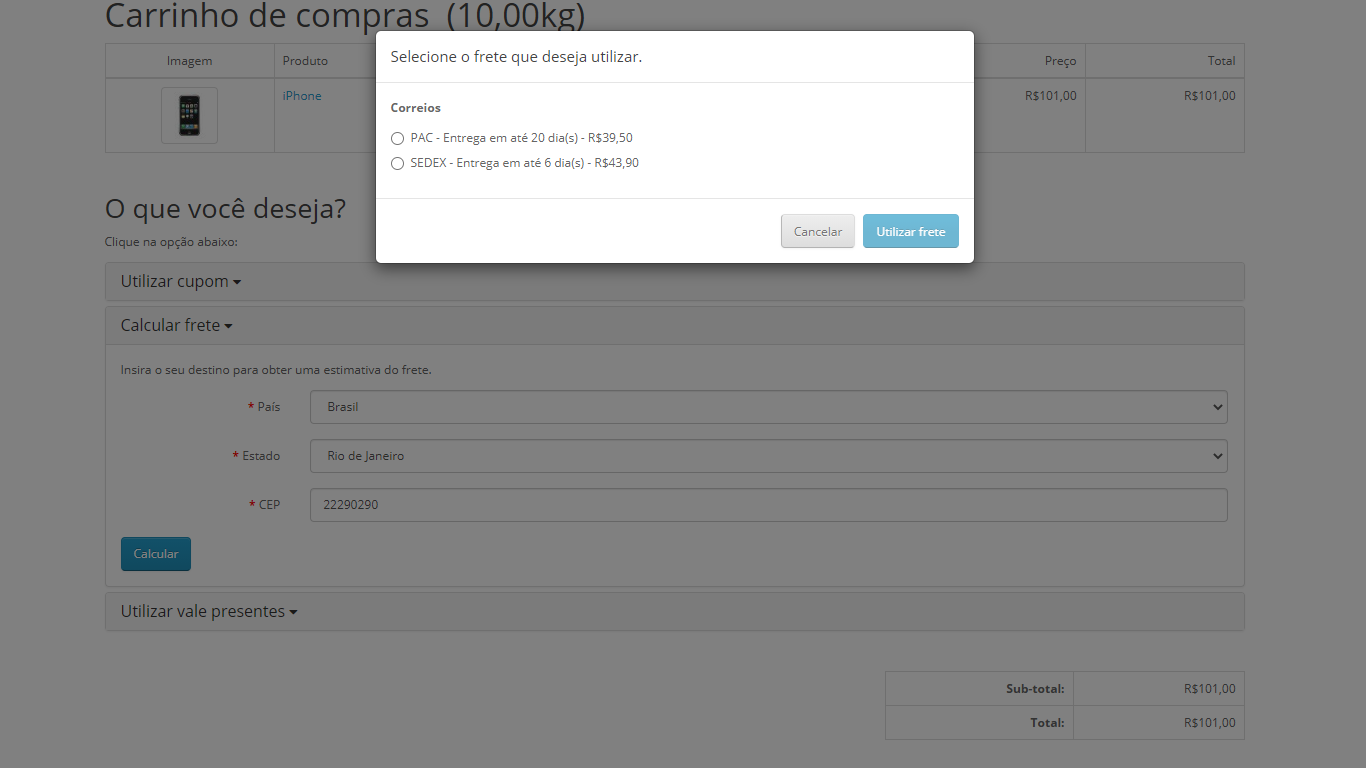 Carrinho de compras (10,00kg)
Selecione o frete que deseja utilizar.
Imagem Produto Preço Total
iPhone R$101,00 R$101,00
Correios
PAC - Entrega em até 20 dia(s) - R$39,50
SEDEX - Entrega em até 6 dia(s) - R$43,90
Cancelar Utilizar frete
O que você deseja?
Clique na opção abaixo:
Utilizar cupom
Calcular frete
Insira o seu destino para obter uma estimativa do frete.
* País Brasil
* Estado Rio de Janeiro
* CEP 22290290
Calcular
Utilizar vale presentes
Sub-total: R$101,00
Total: R$101,00